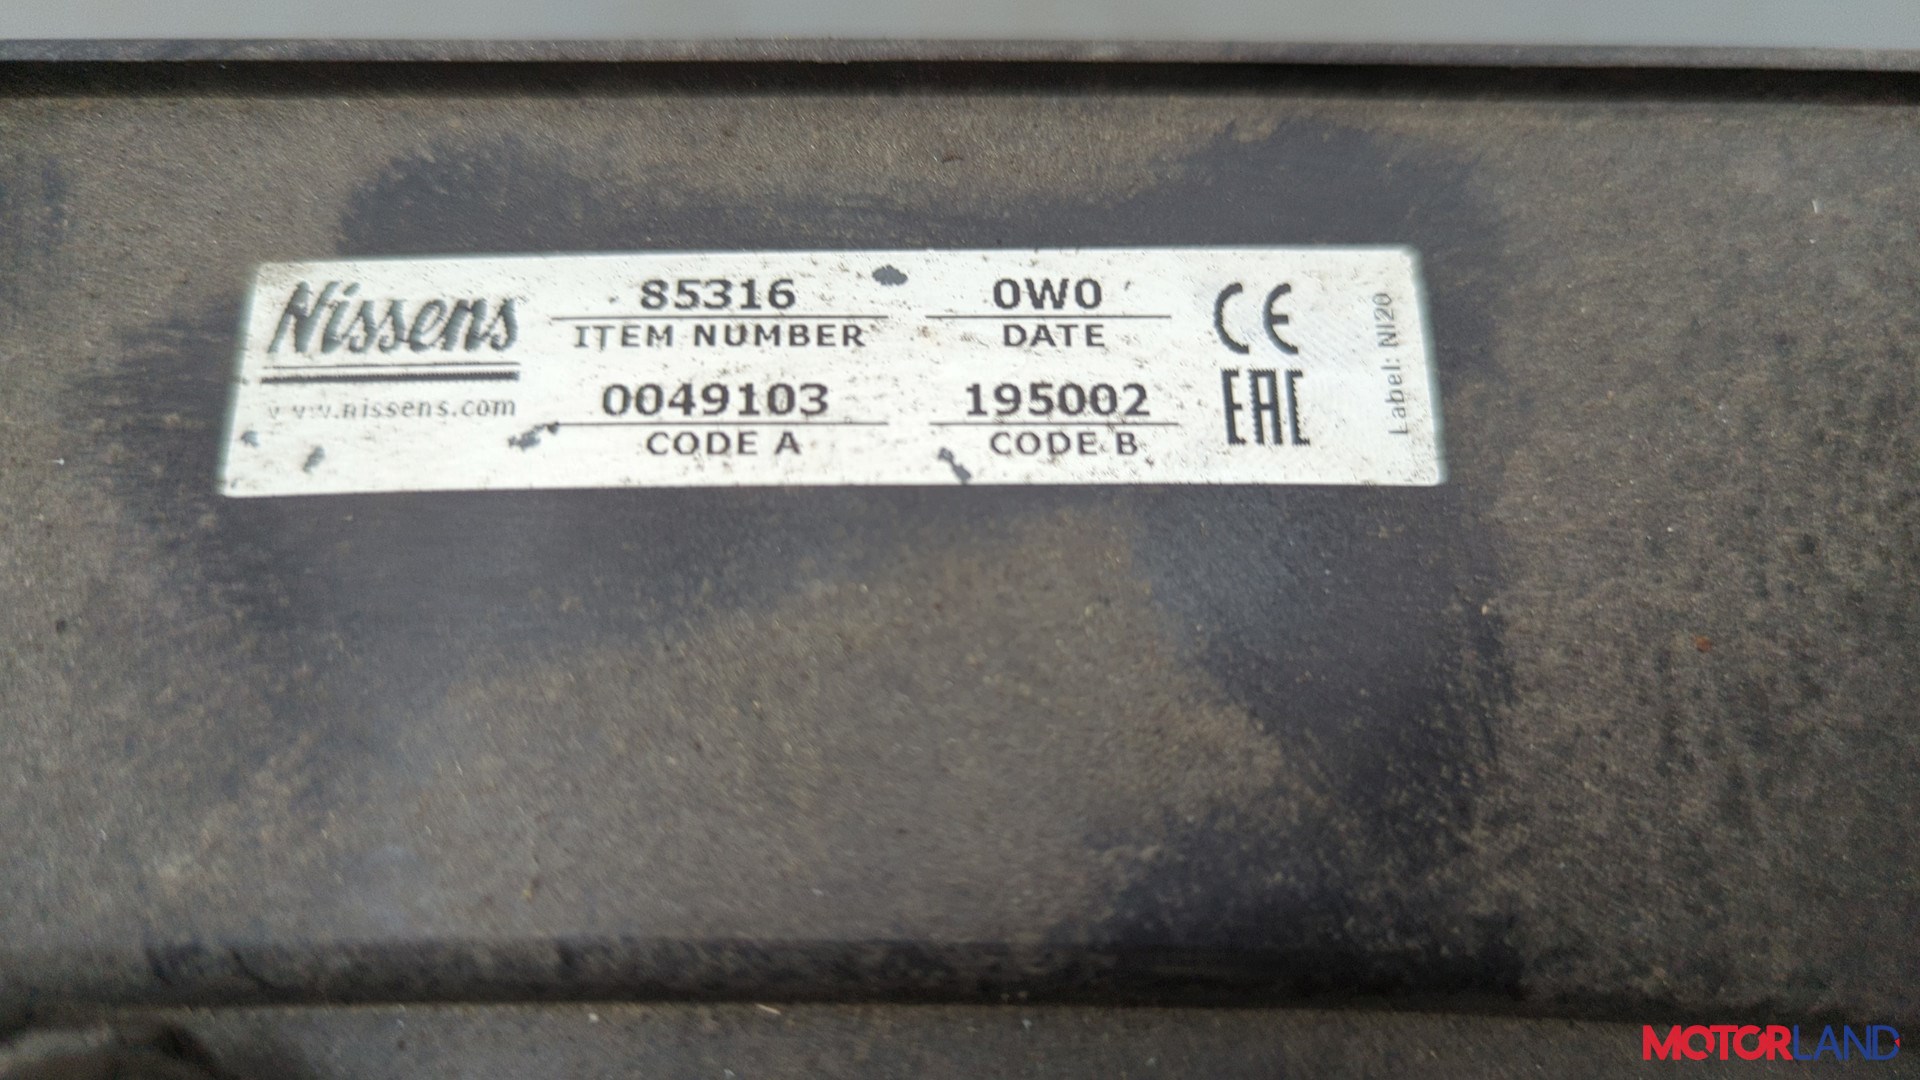 Nissens
www.nissens.com
85316
ITEM NUMBER
0W0
DATE
0049103
CODE A
195002
CODE B
CE
EAC
Label: NI20
MOTORLAND